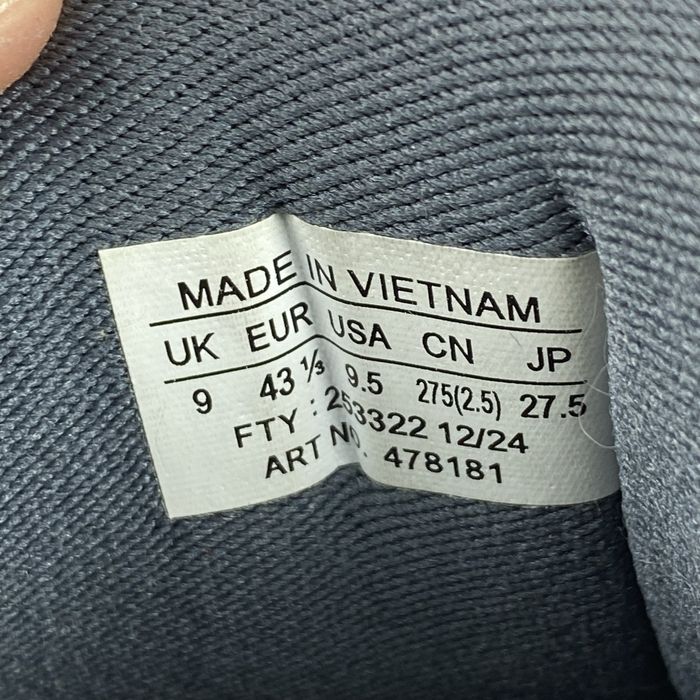 MADE IN VIETNAM
UK EUR USA CN JP
9 43 ⅓ 9.5 275(2.5) 27.5
FTY : 253322 12/24
ART NO. 478181